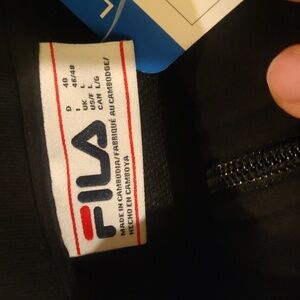 D 40
I 46/48
UK L
US/F L
CAN L/G
FILA
MADE IN CAMBODIA/FABRIQUÉ AU CAMBODGE/
HECHO EN CAMBOYA